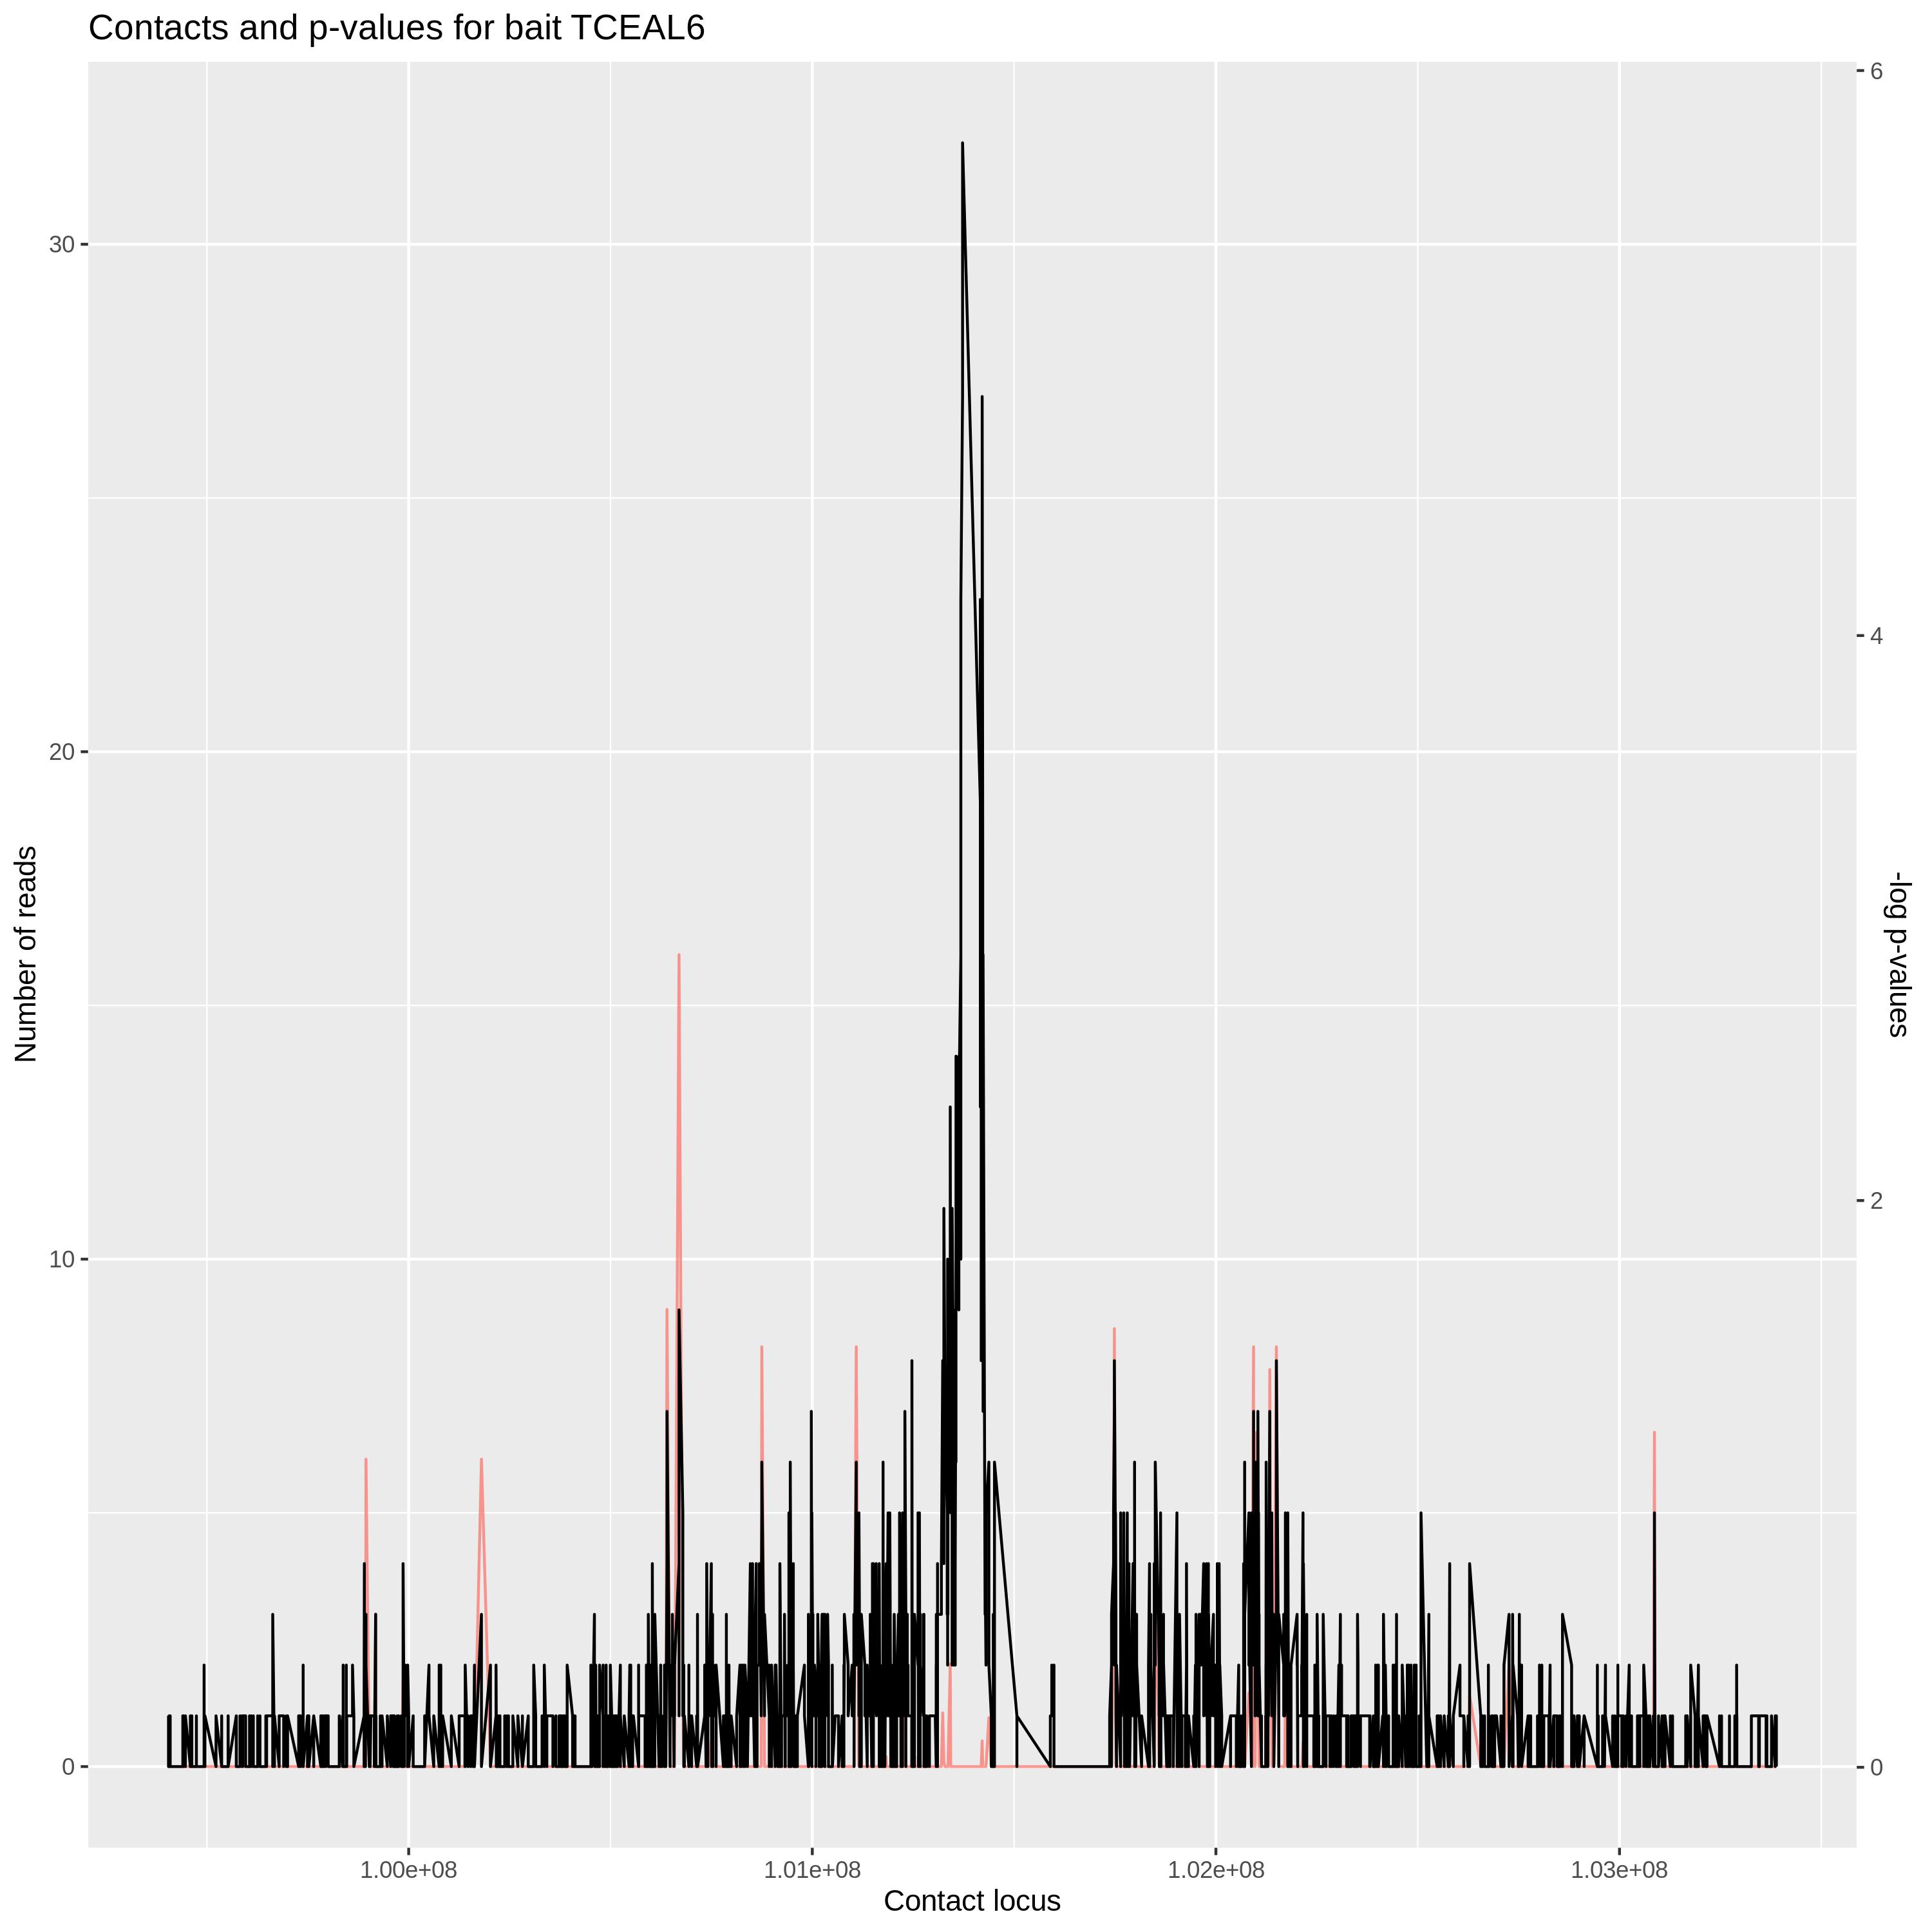 Contacts and p-values for bait TCEAL6
6
30
4
20
Number of reads
-log p-values
2
10
0
0
1.00e+08
1.01e+08
1.02e+08
1.03e+08
Contact locus